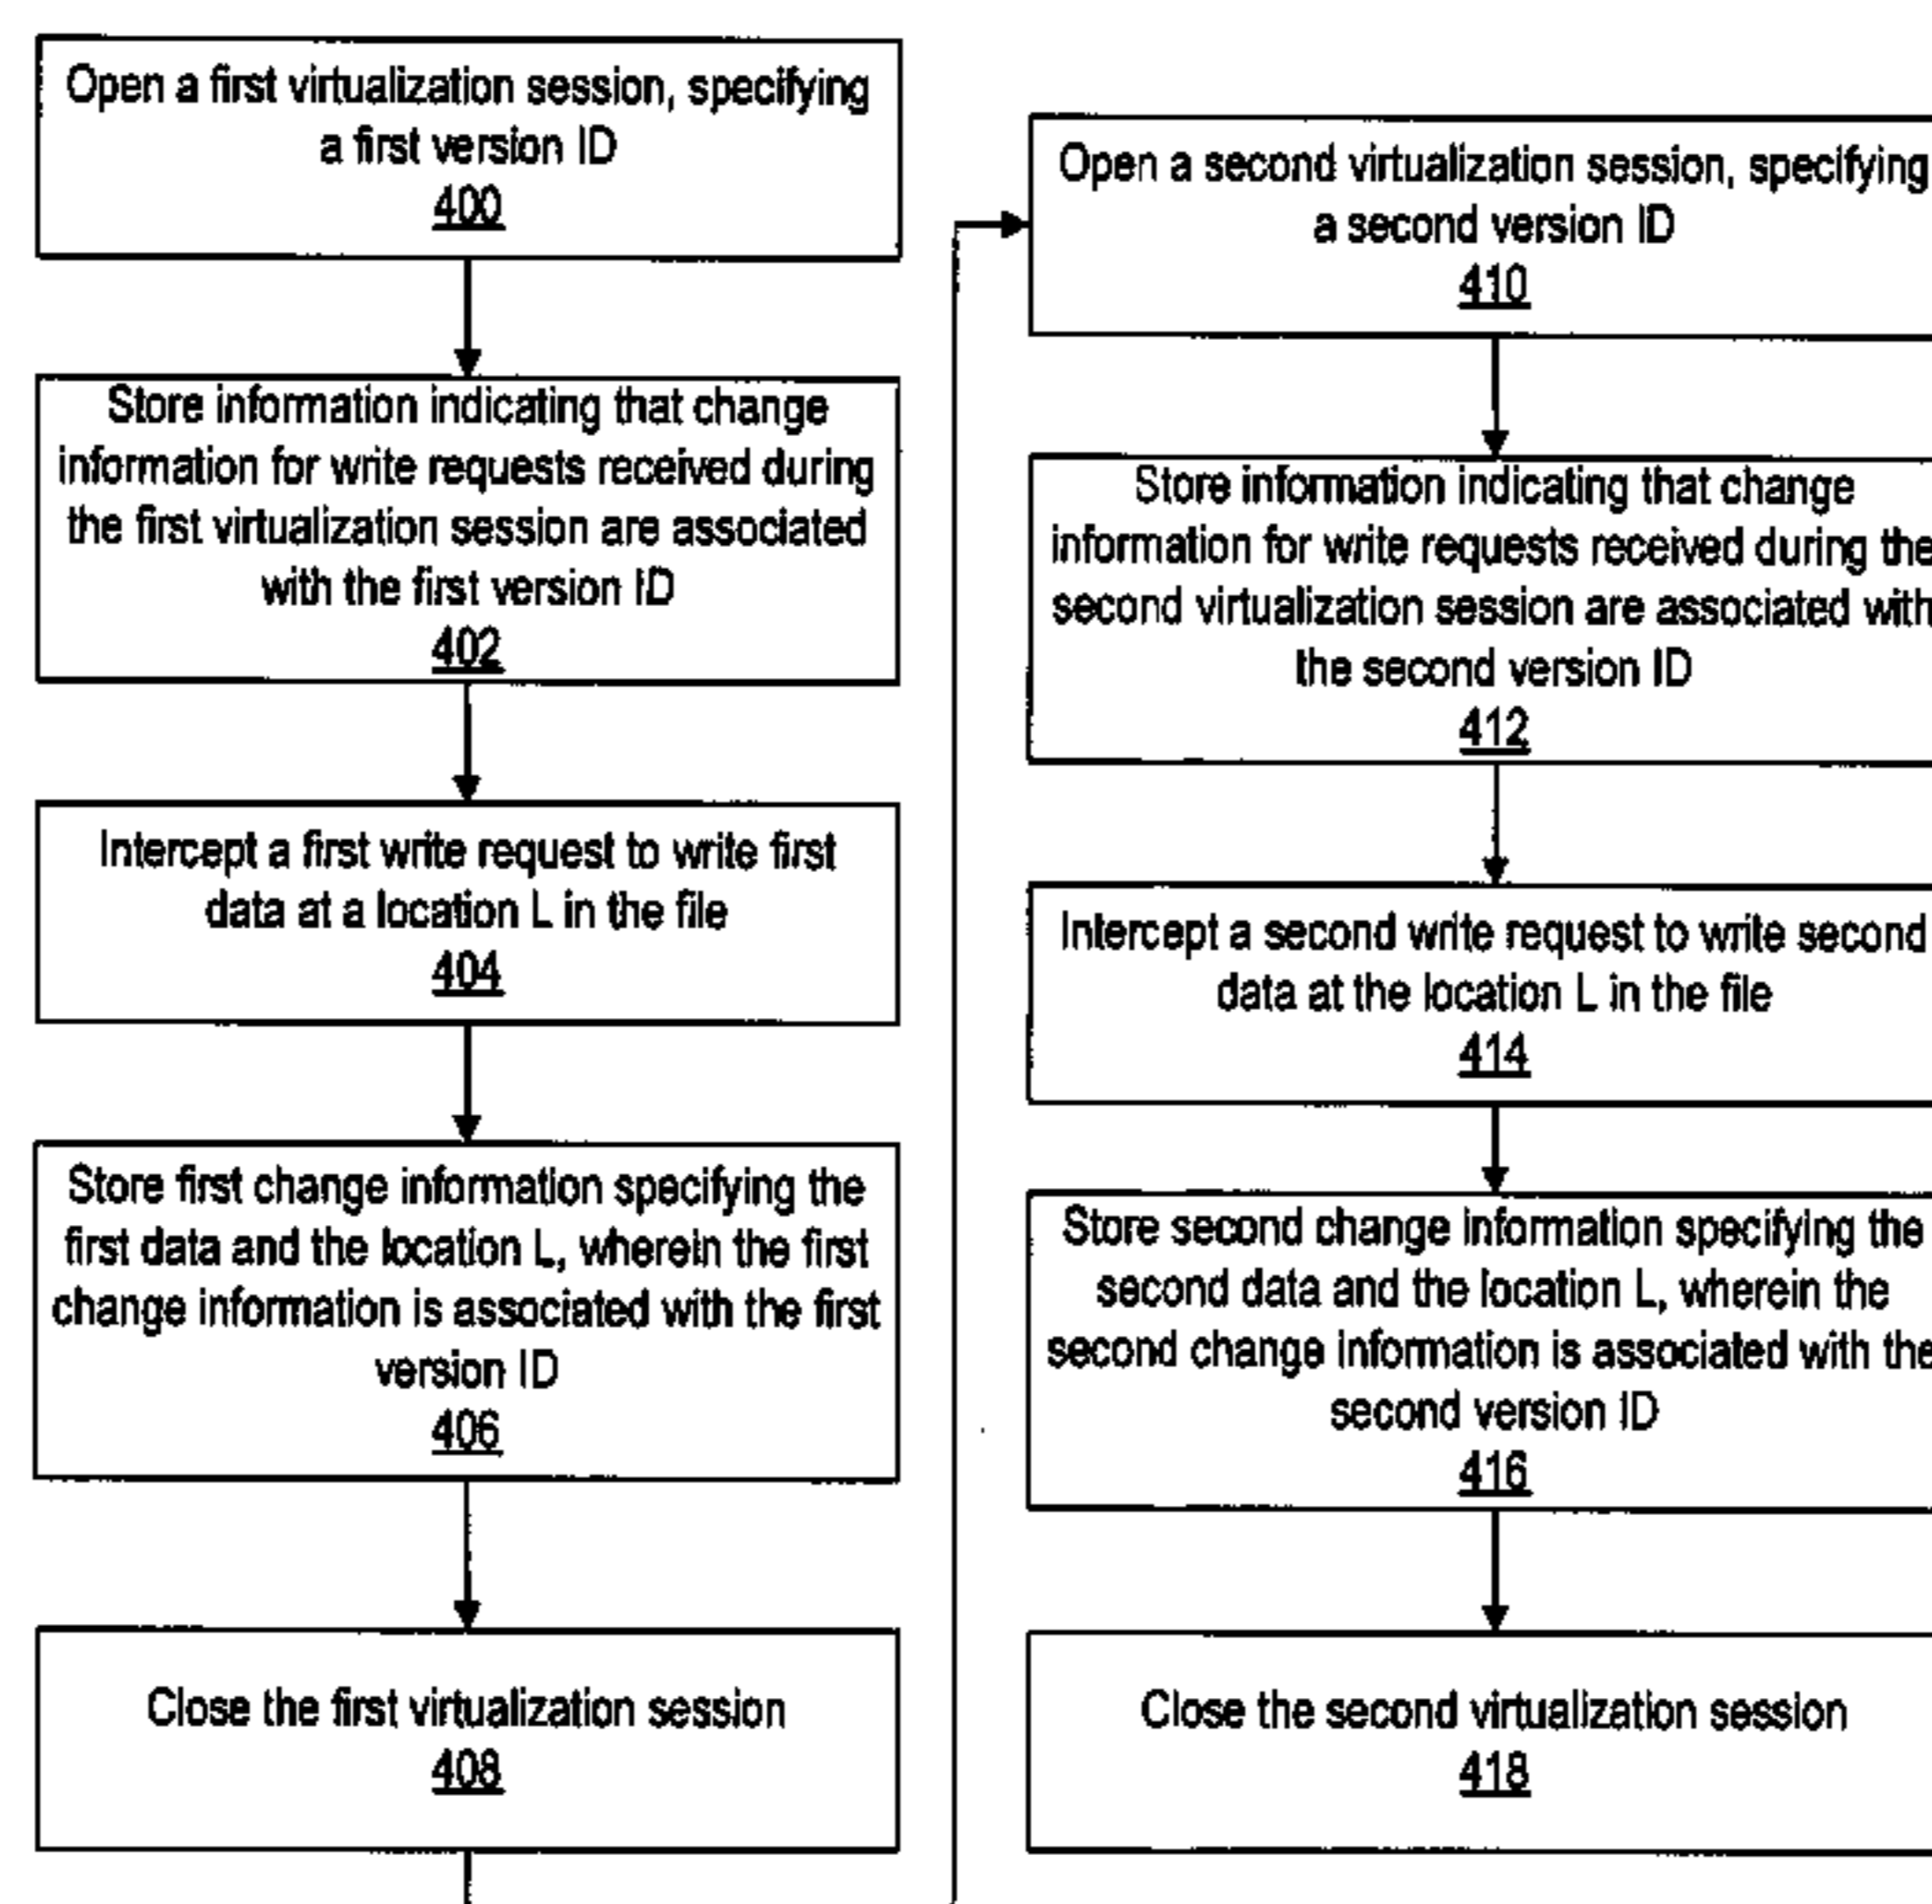 Open a first virtualization session, specifying
a first version ID
400
Store information indicating that change
information for write requests received during
the first virtualization session are associated
with the first version ID
402
Intercept a first write request to write first
data at a location L in the file
404
Store first change information specifying the
first data and the location L, wherein the first
change information is associated with the first
version ID
406
Close the first virtualization session
408
Open a second virtualization session, specifying
a second version ID
410
Store information indicating that change
information for write requests received during the
second virtualization session are associated with
the second version ID
412
Intercept a second write request to write second
data at the location L in the file
414
Store second change information specifying the
second data and the location L, wherein the
second change information is associated with the
second version ID
416
Close the second virtualization session
418